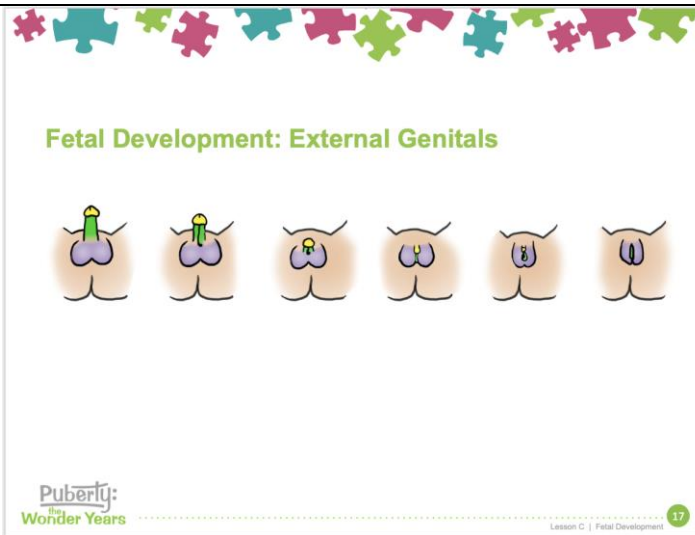 Fetal Development: External Genitals
Puberty:
the
Wonder Years
Lesson C | Fetal Development
17